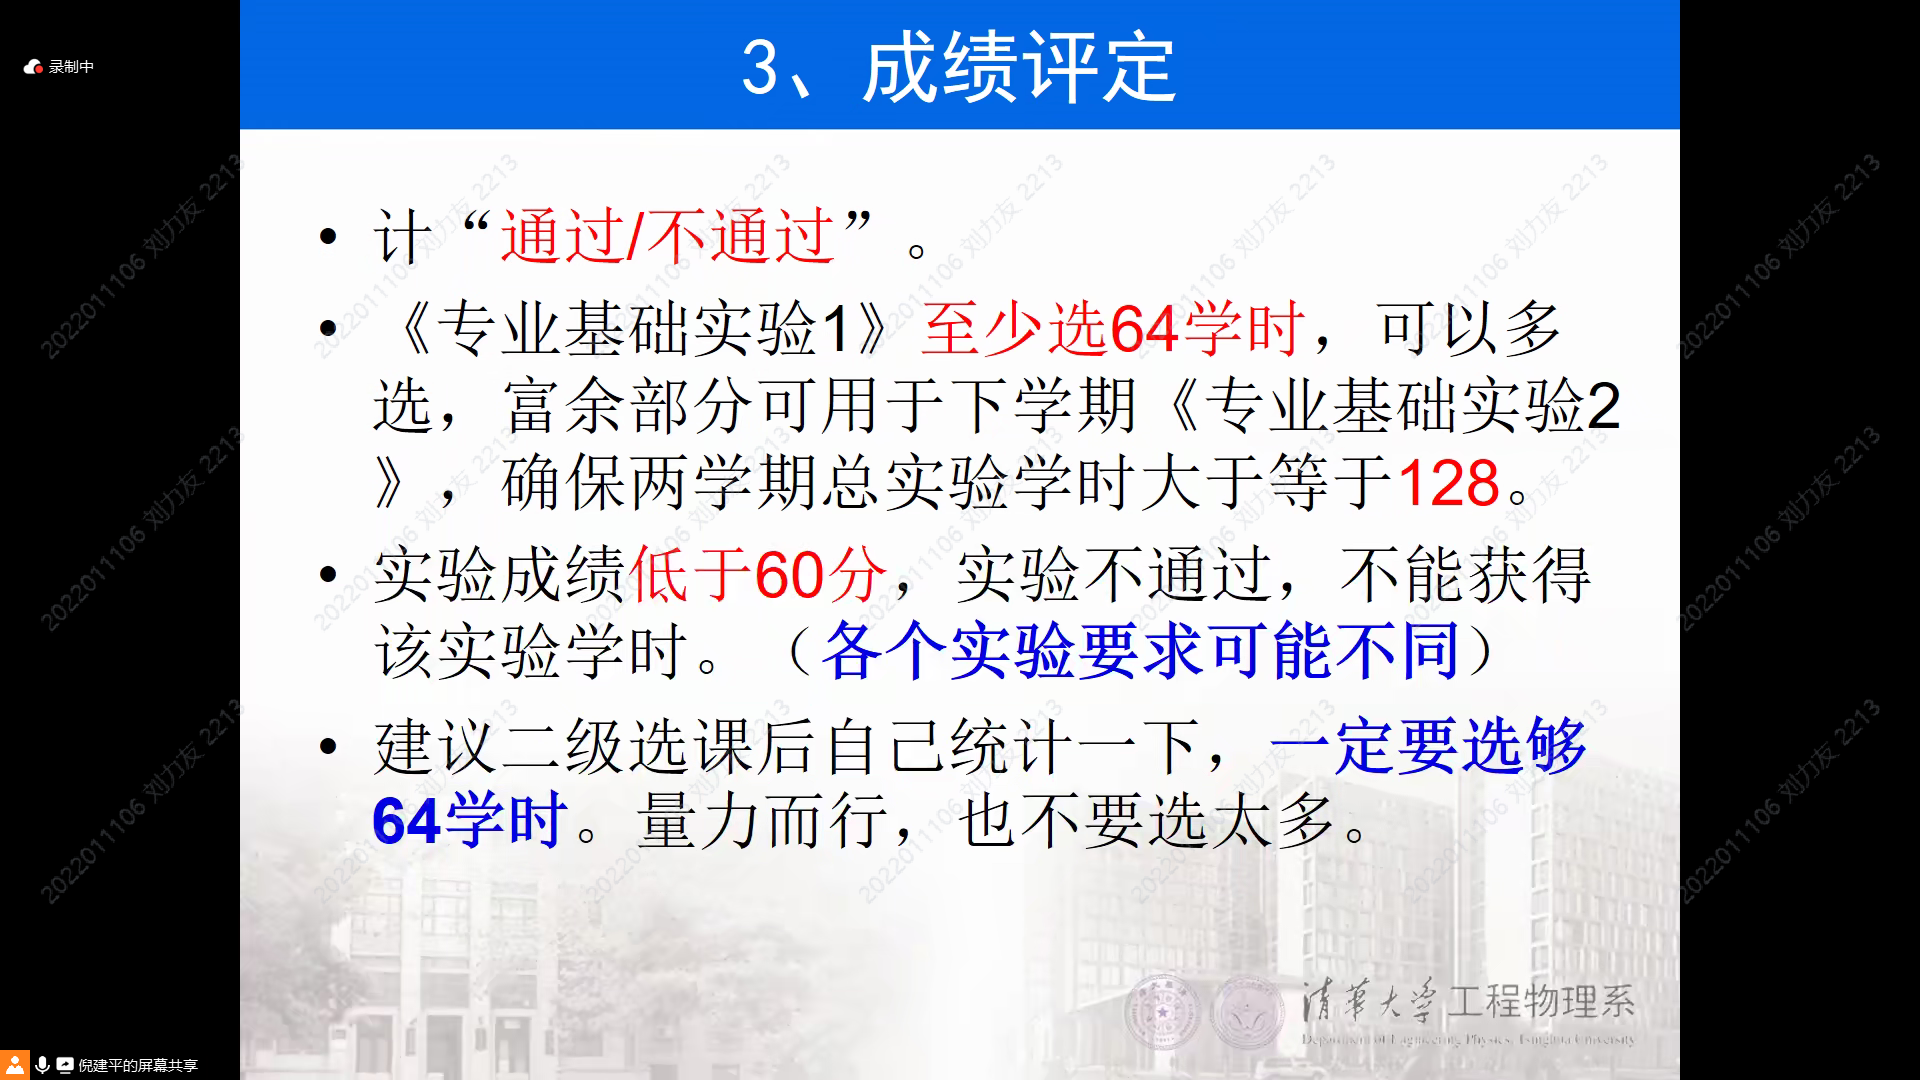 3、成绩评定
录制中
• 计“通过/不通过”。
• 《专业基础实验1》至少选64学时，可以多
选，富余部分可用于下学期《专业基础实验2
》，确保两学期总实验学时大于等于128。
• 实验成绩低于60分，实验不通过，不能获得
该实验学时。（各个实验要求可能不同）
• 建议二级选课后自己统计一下，一定要选够
64学时。量力而行，也不要选太多。
清华大学工程物理系
Department of Engineering Physics, Tsinghua University
倪建平的屏幕共享
2022011106 刘力友 2213